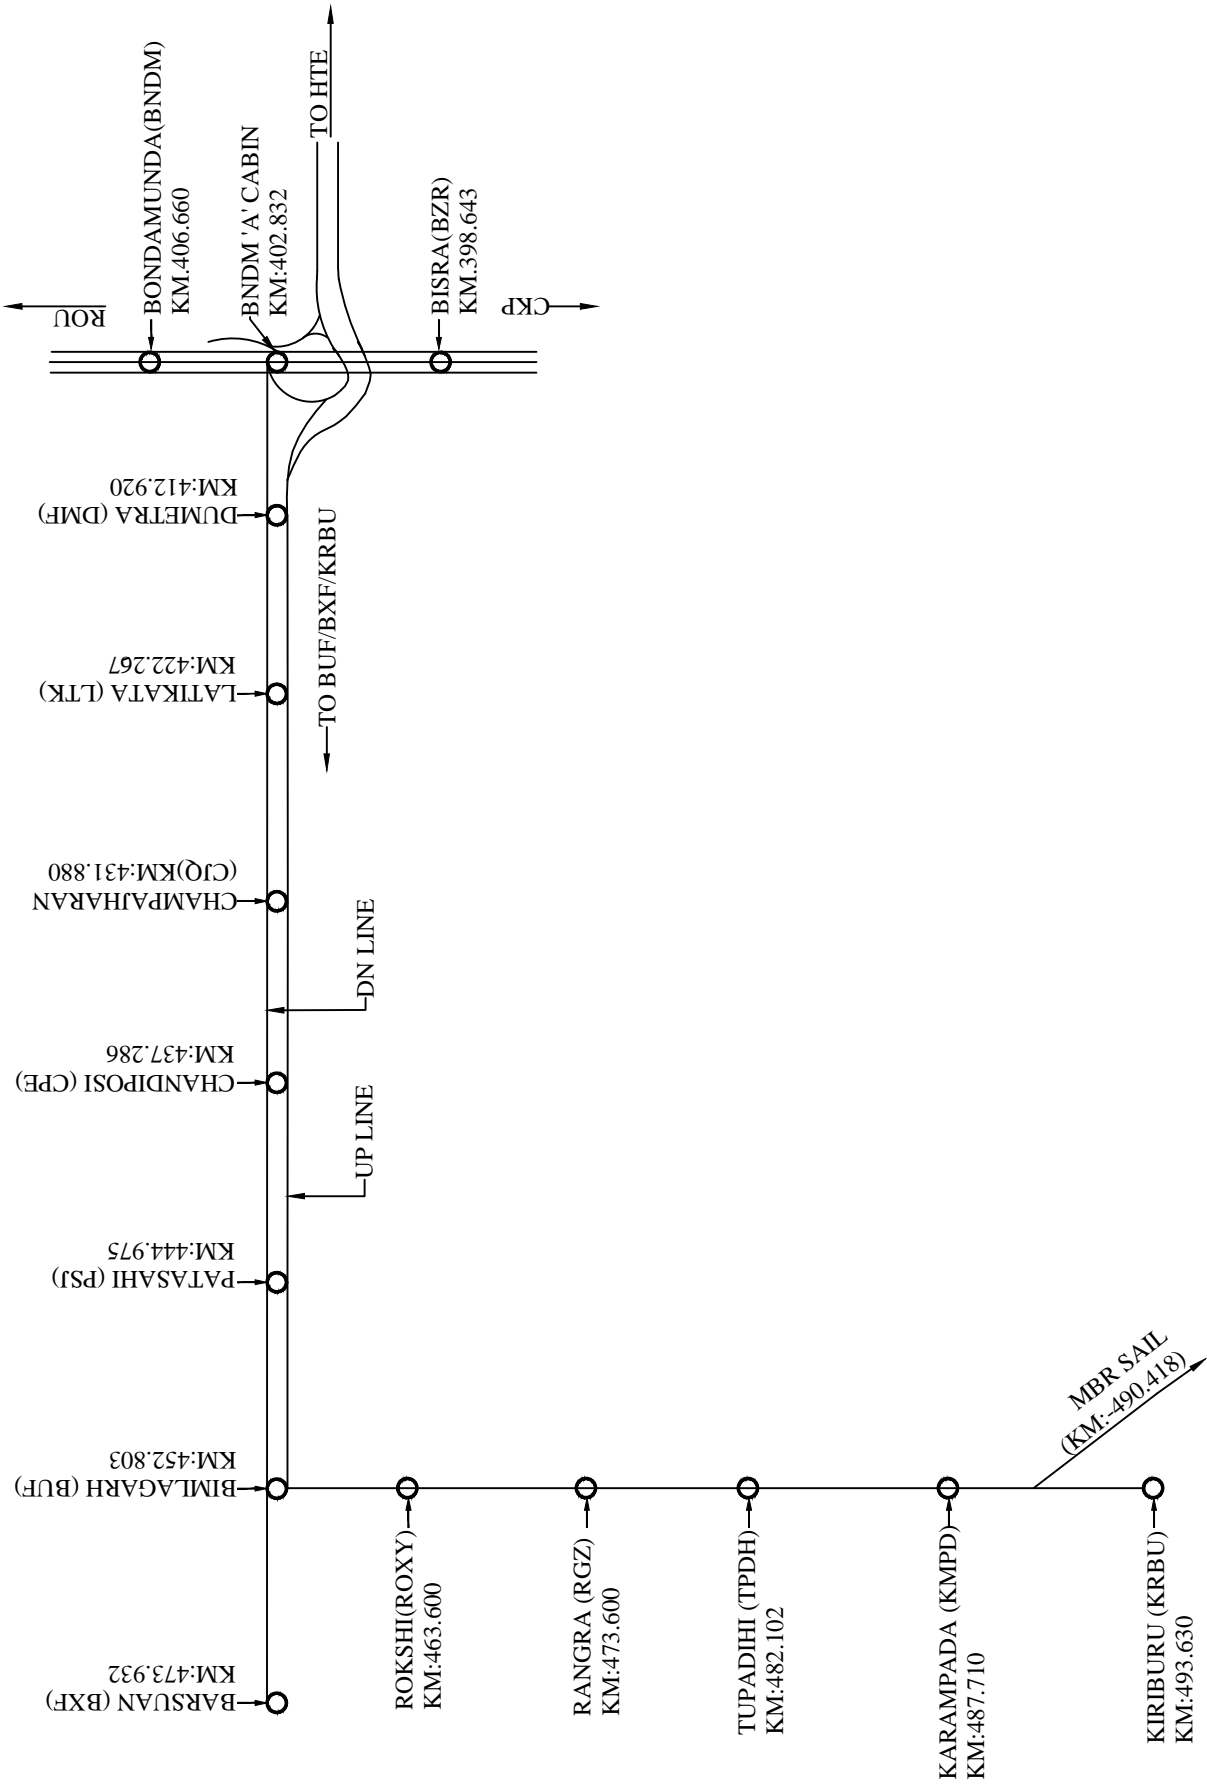 BONDAMUNDA(BNDM)
KM.406.660
BNDM 'A' CABIN
KM:402.832
TO HTE
BISRA(BZR)
KM.398.643
ROU
CKP
DUMETRA (DMF)
KM:412.920
LATIKATA (LTK)
KM:422.267
TO BUF/BXF/KRBU
CHAMPAJHARAN
(CJQ)KM:431.880
DN LINE
CHANDIPOSI (CPE)
KM:437.286
UP LINE
PATASAHI (PSJ)
KM:444.975
BIMLAGARH (BUF)
KM:452.803
BARSUAN (BXF)
KM:473.932
ROKSHI(ROXY)
KM:463.600
RANGRA (RGZ)
KM:473.600
TUPADIHI (TPDH)
KM:482.102
KARAMPADA (KMPD)
KM:487.710
MBR SAIL
(KM:-490.418)
KIRIBURU (KRBU)
KM:493.630